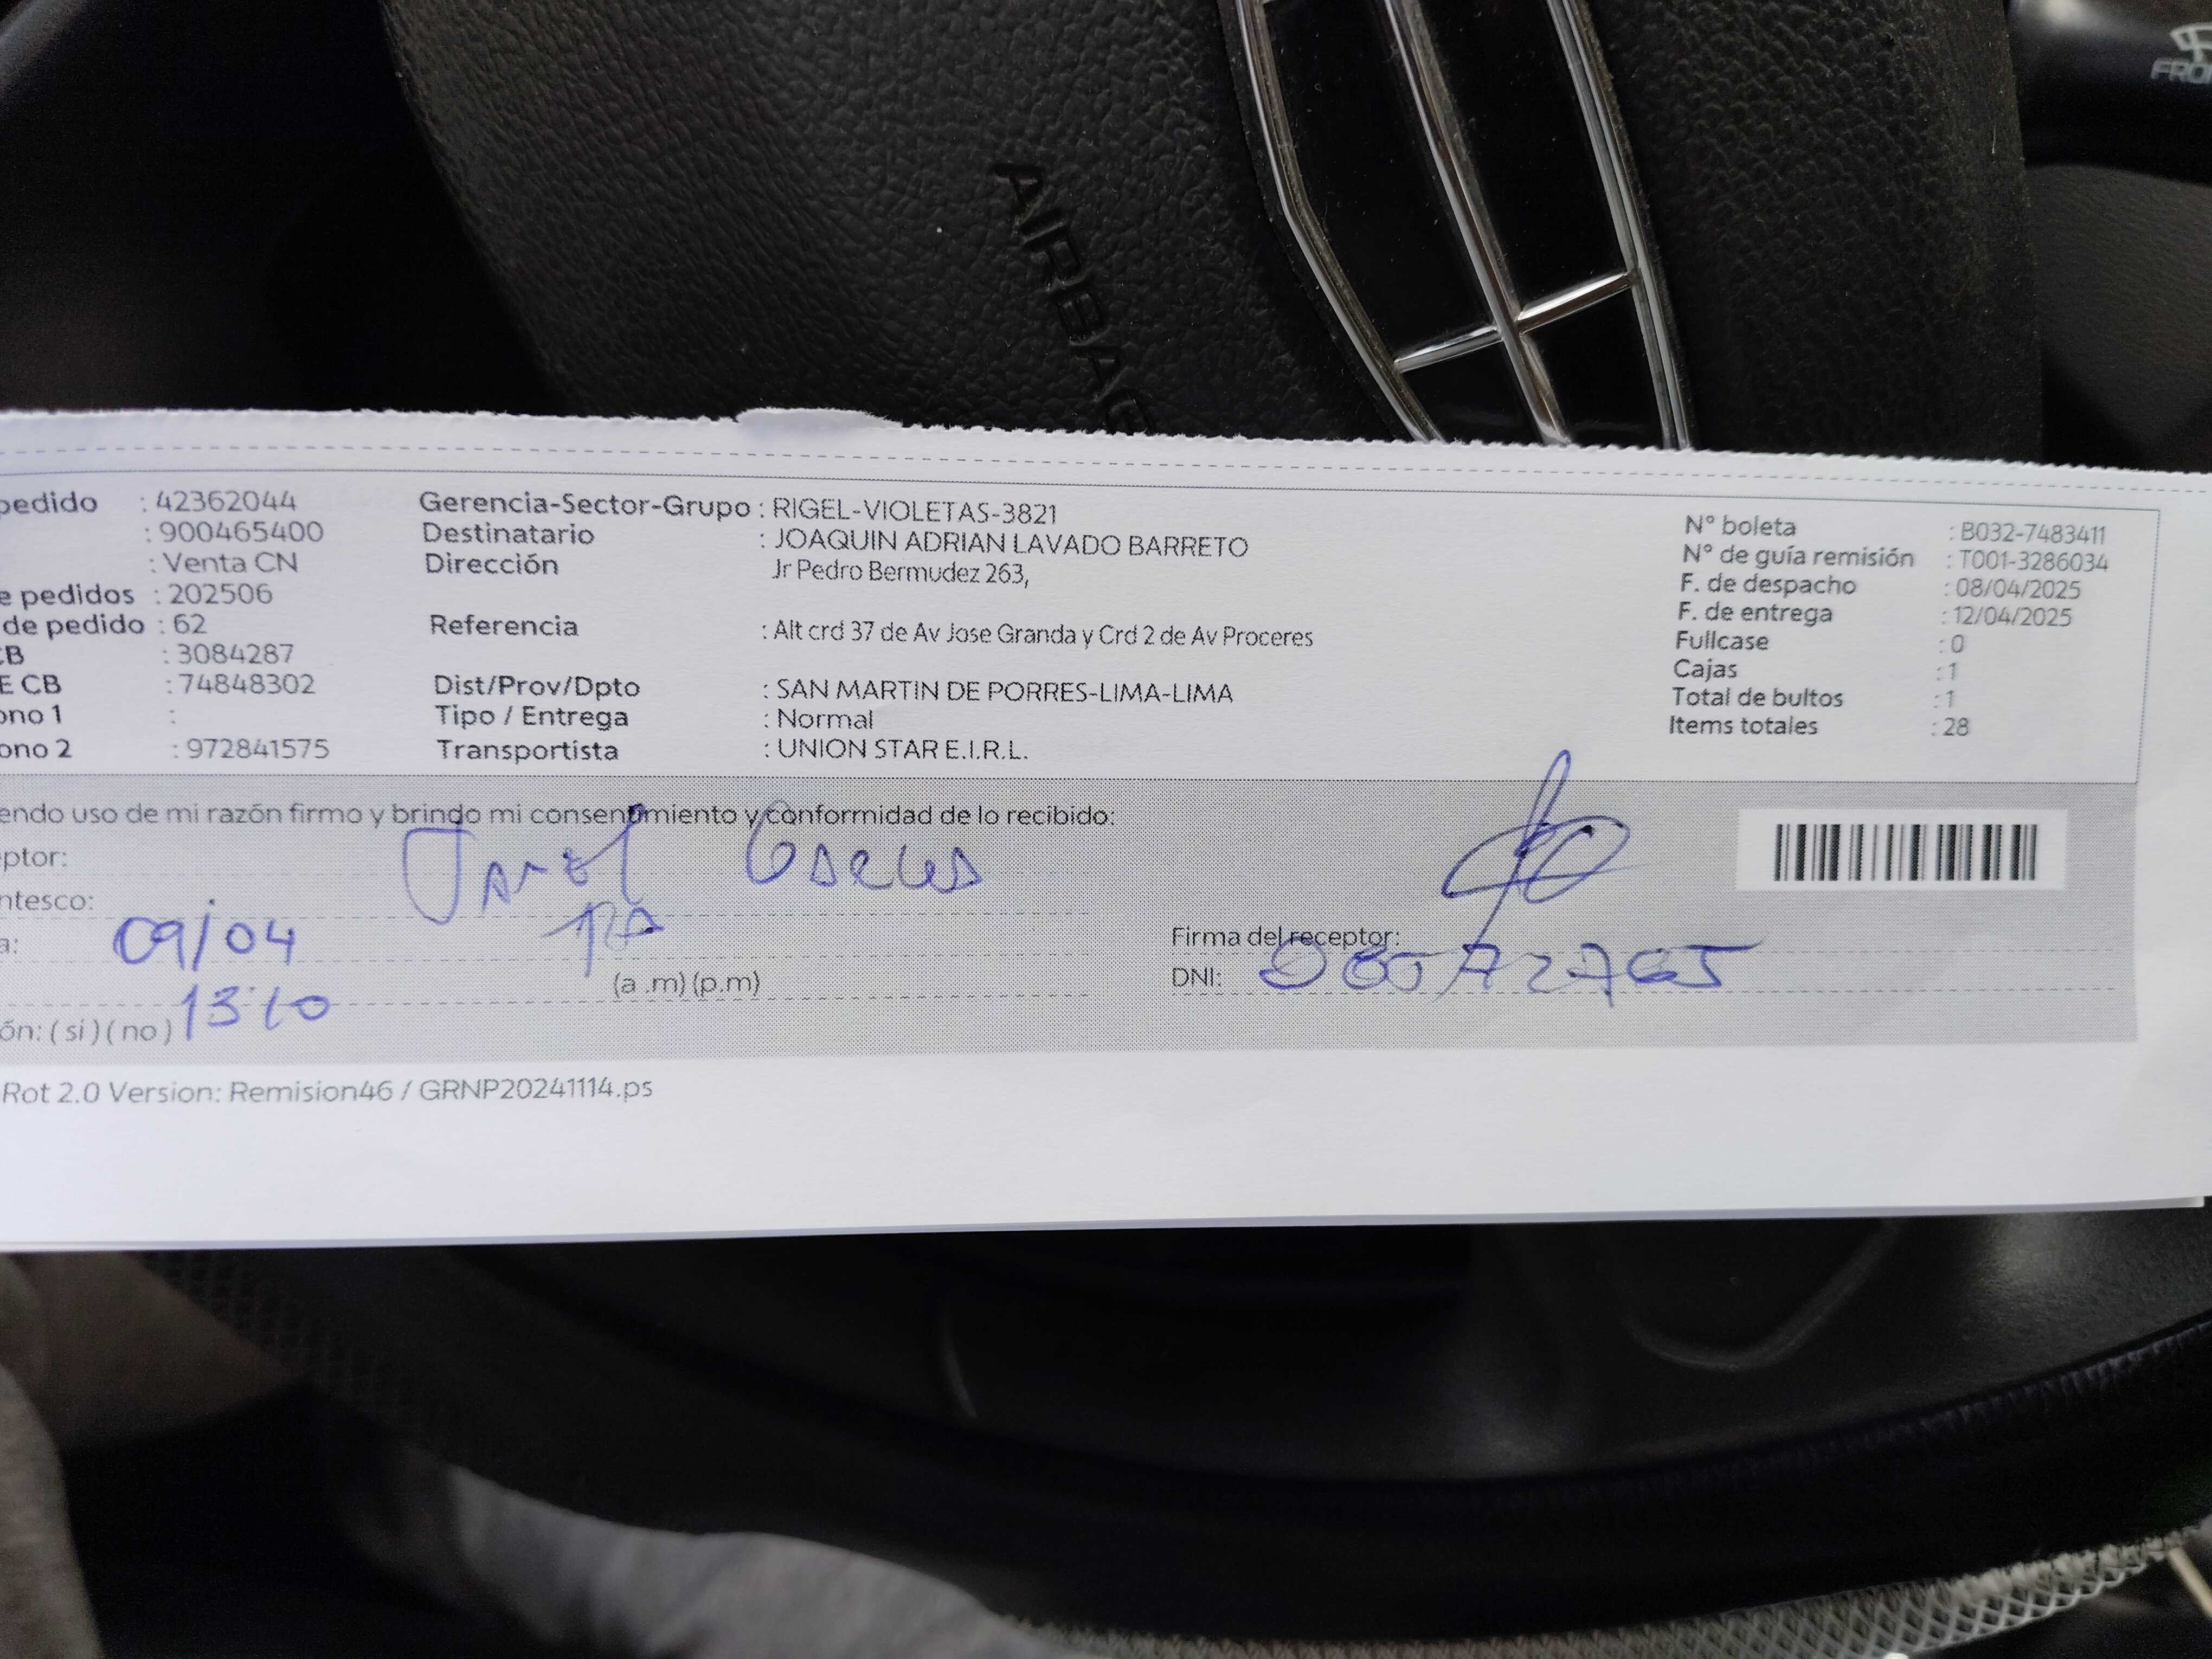 FRO
AIRBAG
pedido : 42362044
: 900465400
: Venta CN
e pedidos : 202506
de pedido : 62
CB : 3084287
E CB : 74848302
ono 1 :
ono 2 : 972841575
Gerencia-Sector-Grupo : RIGEL-VIOLETAS-3821
Destinatario : JOAQUIN ADRIAN LAVADO BARRETO
Dirección Jr Pedro Bermudez 263,
Referencia : Alt crd 37 de Av Jose Granda y Crd 2 de Av Proceres
Dist/Prov/Dpto : SAN MARTIN DE PORRES-LIMA-LIMA
Tipo / Entrega : Normal
Transportista : UNION STAR E.I.R.L.
N° boleta : B032-7483411
N° de guía remisión : T001-3286034
F. de despacho : 08/04/2025
F. de entrega : 12/04/2025
Fullcase : 0
Cajas : 1
Total de bultos : 1
Items totales : 28
endo uso de mi razón firmo y brindo mi consentimiento y conformidad de lo recibido:
ptor:
ntesco:
a: 09/04
(a .m) (p.m)
ón: ( si ) ( no ) 13:10
Firma del receptor:
DNI:
Rot 2.0 Version: Remision46 / GRNP20241114.ps